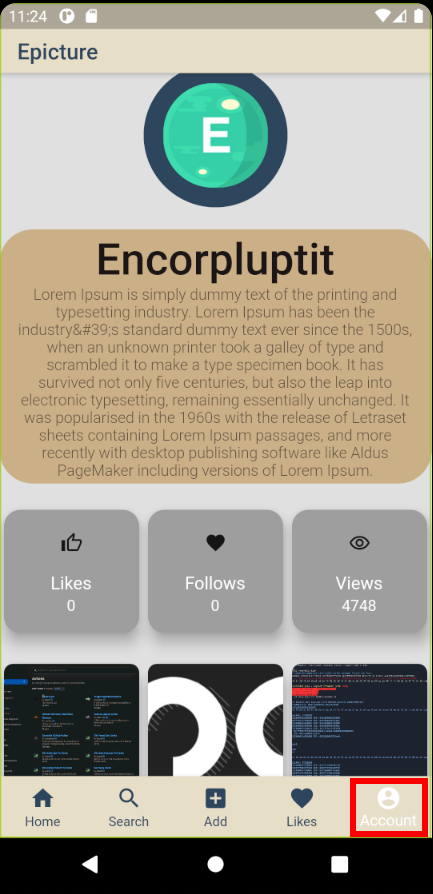 11:24
Epicture
E
Encorpluptit
Lorem Ipsum is simply dummy text of the printing and
typesetting industry. Lorem Ipsum has been the
industry&#39;s standard dummy text ever since the 1500s,
when an unknown printer took a galley of type and
scrambled it to make a type specimen book. It has
survived not only five centuries, but also the leap into
electronic typesetting, remaining essentially unchanged. It
was popularised in the 1960s with the release of Letraset
sheets containing Lorem Ipsum passages, and more
recently with desktop publishing software like Aldus
PageMaker including versions of Lorem Ipsum.
Likes Follows Views
0 0 4748
Home Search Add Likes Account